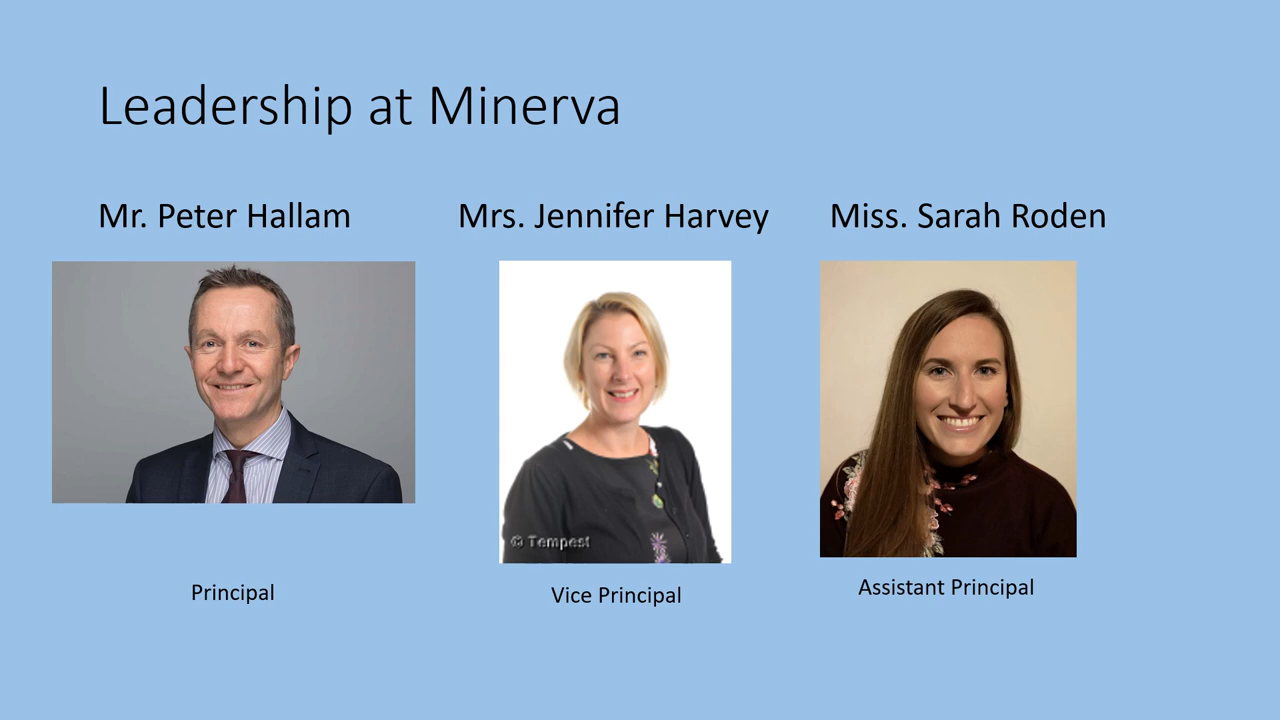 Leadership at Minerva
Mr. Peter Hallam
Mrs. Jennifer Harvey
Miss. Sarah Roden
© Tempest
Principal
Vice Principal
Assistant Principal